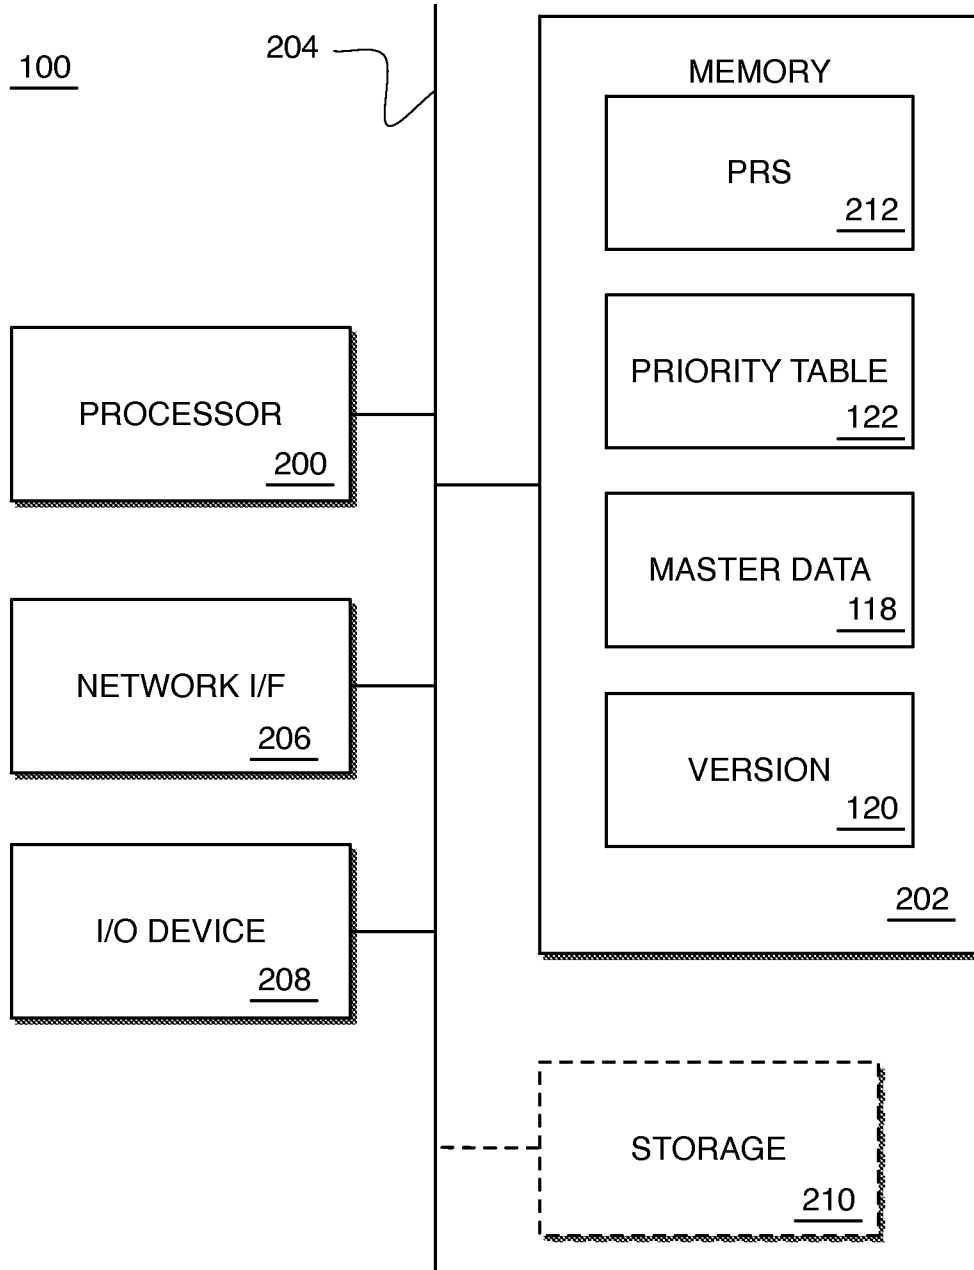 100
204
MEMORY
PRS
212
PRIORITY TABLE
122
MASTER DATA
118
VERSION
120
202
PROCESSOR
200
NETWORK I/F
206
I/O DEVICE
208
STORAGE
210